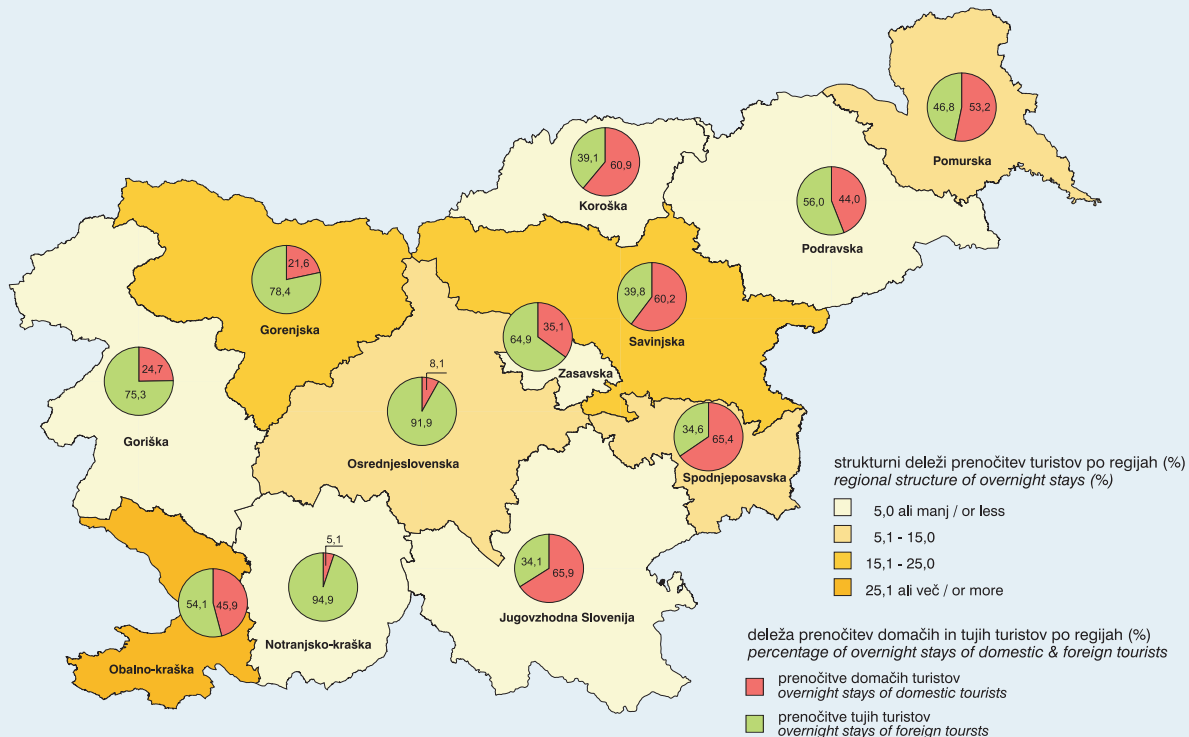 46,8 53,2
Pomurska
39,1 60,9
Koroška
56,0 44,0
Podravska
21,6
78,4
Gorenjska
39,8 60,2
Savinjska
64,9 35,1
Zasavska
24,7
75,3
Goriška
8,1
91,9
Osrednjeslovenska
34,6 65,4
Spodnjeposavska
5,1
94,9
Notranjsko-kraška
34,1 65,9
Jugovzhodna Slovenija
54,1 45,9
Obalno-kraška
strukturni deleži prenočitev turistov po regijah (%)
regional structure of overnight stays (%)
5,0 ali manj / or less
5,1 - 15,0
15,1 - 25,0
25,1 ali več / or more
deleža prenočitev domačih in tujih turistov po regijah (%)
percentage of overnight stays of domestic & foreign tourists
prenočitve domačih turistov
overnight stays of domestic tourists
prenočitve tujih turistov
overnight stays of foreign toursts